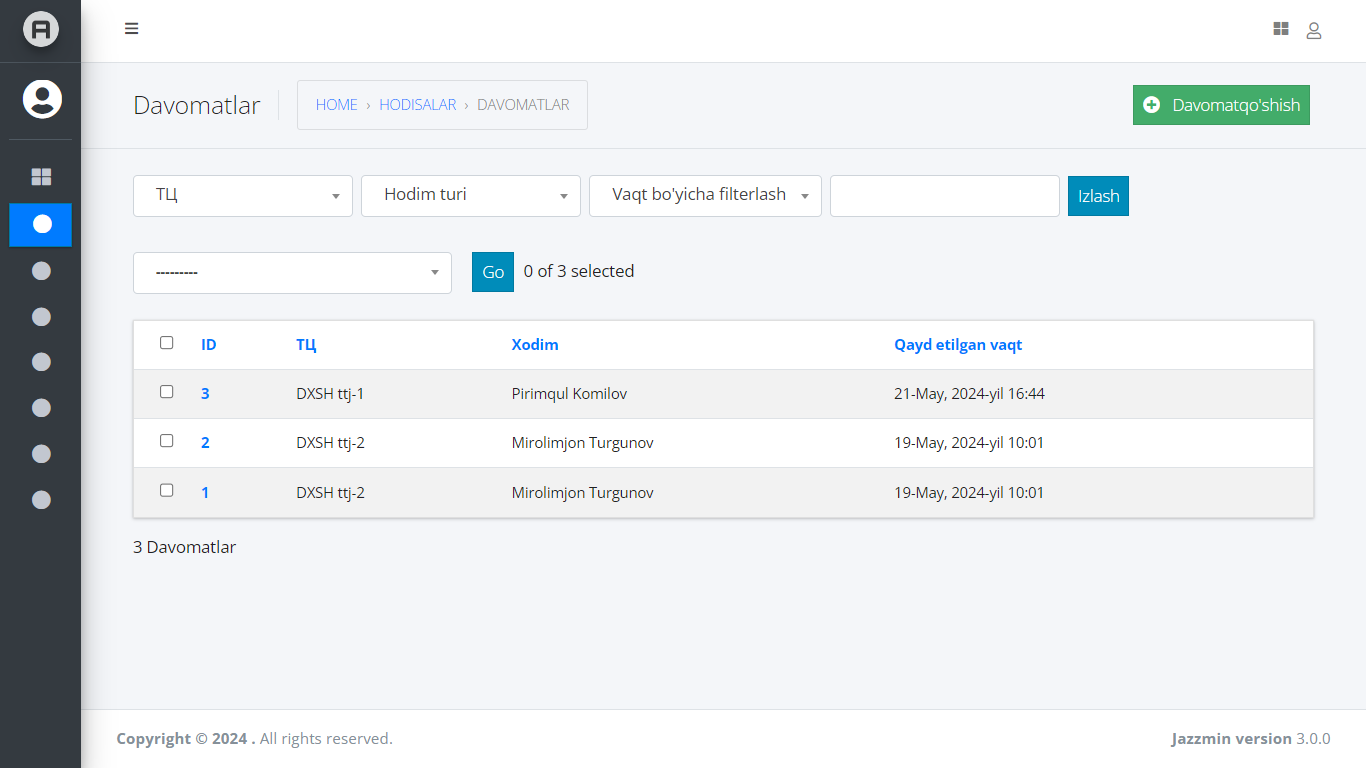 Davomatlar
HOME › HODISALAR › DAVOMATLAR
Davomatqo'shish
ТЦ
Hodim turi
Vaqt bo'yicha filterlash
Izlash
---------
Go
0 of 3 selected
ID ТЦ Xodim Qayd etilgan vaqt
3 DXSH ttj-1 Pirimqul Komilov 21-May, 2024-yil 16:44
2 DXSH ttj-2 Mirolimjon Turgunov 19-May, 2024-yil 10:01
1 DXSH ttj-2 Mirolimjon Turgunov 19-May, 2024-yil 10:01
3 Davomatlar
Copyright © 2024 . All rights reserved.
Jazzmin version 3.0.0